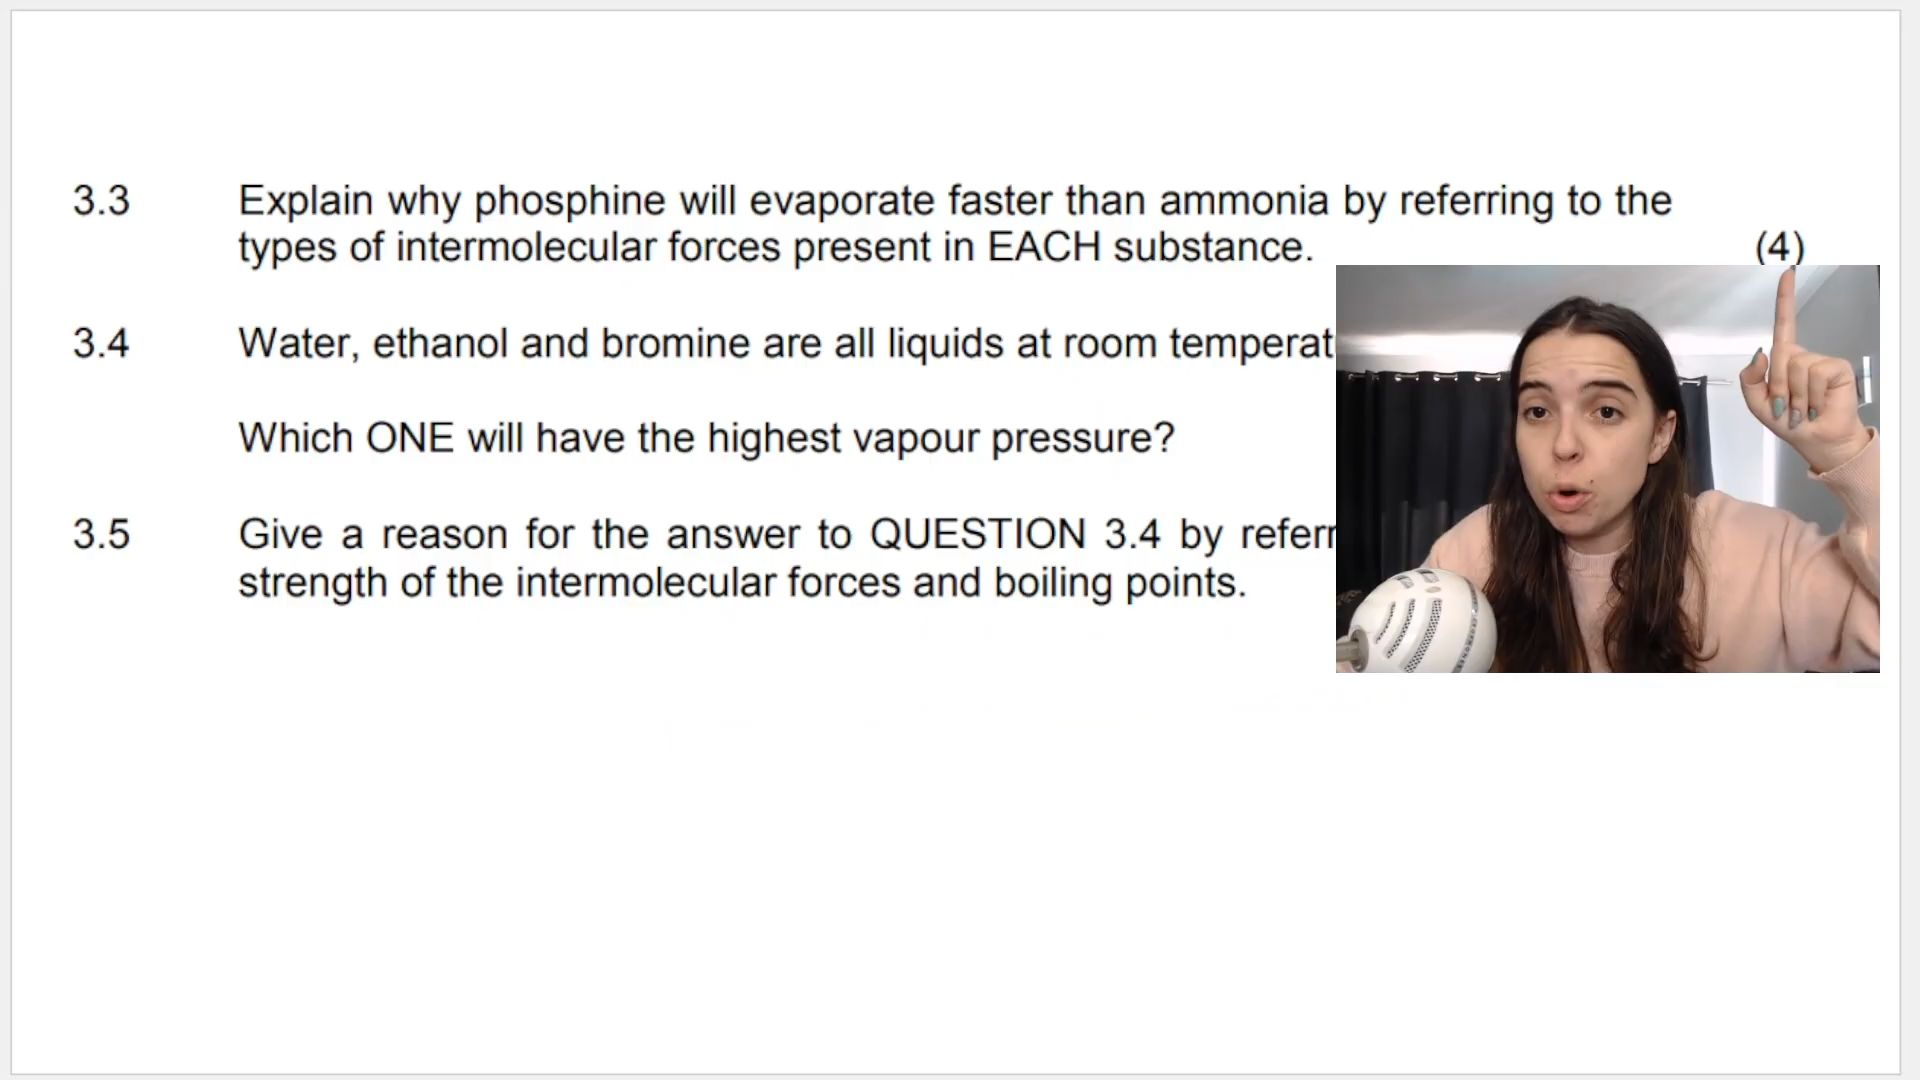 3.3 Explain why phosphine will evaporate faster than ammonia by referring to the
types of intermolecular forces present in EACH substance. (4)
3.4 Water, ethanol and bromine are all liquids at room
Which ONE will have the highest vapour pressure?
3.5 Give a reason for the answer to QUESTION 3.4 by
strength of the intermolecular forces and boiling points.